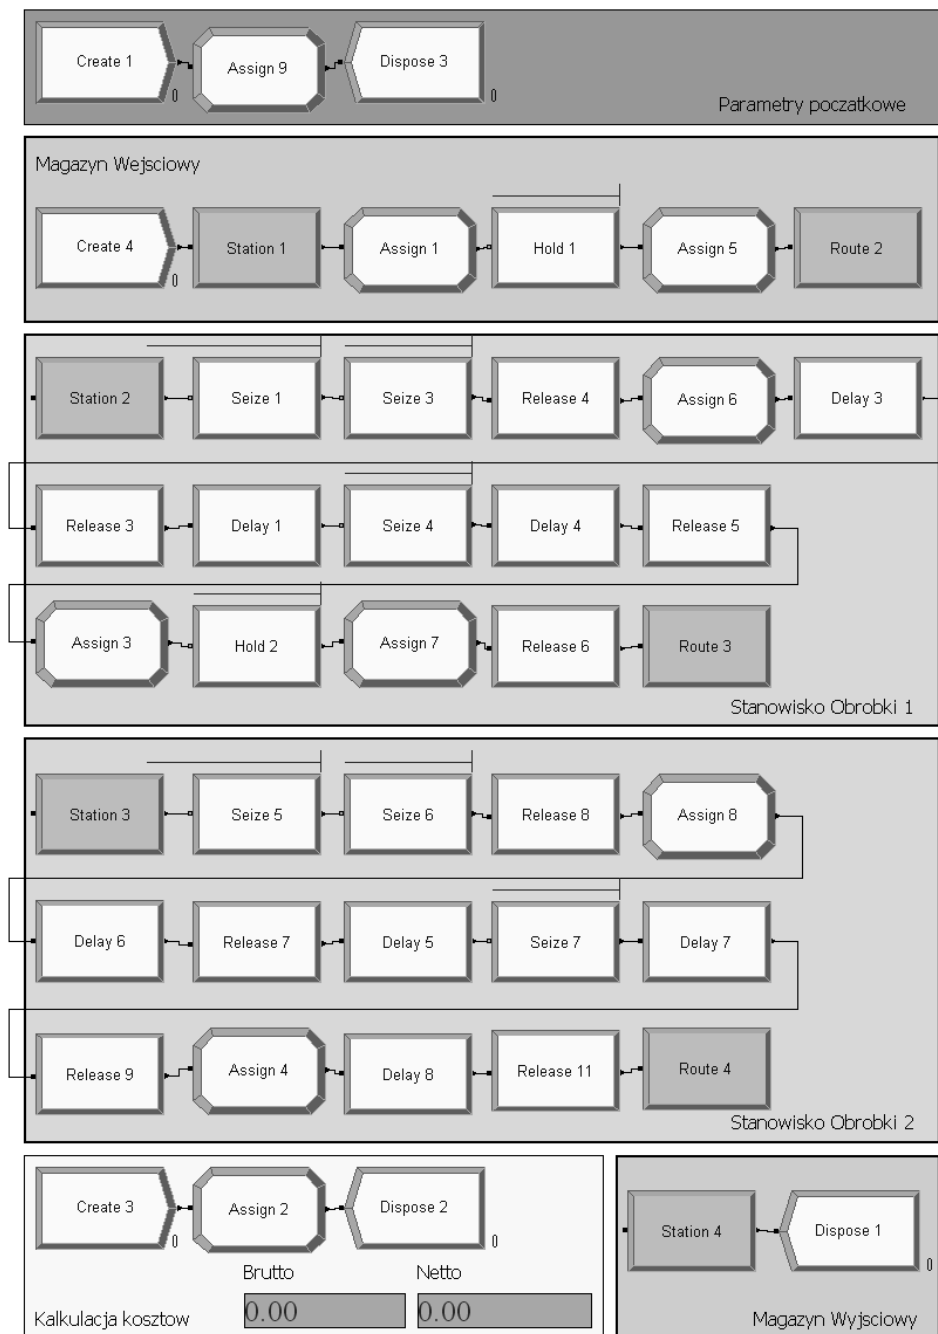 Create 1 Assign 9 Dispose 3
0 0
Parametry poczatkowe
Magazyn Wejsciowy
Create 4 Station 1 Assign 1 Hold 1 Assign 5 Route 2
0
Station 2 Seize 1 Seize 3 Release 4 Assign 6 Delay 3
Release 3 Delay 1 Seize 4 Delay 4 Release 5
Assign 3 Hold 2 Assign 7 Release 6 Route 3
Stanowisko Obrobki 1
Station 3 Seize 5 Seize 6 Release 8 Assign 8
Delay 6 Release 7 Delay 5 Seize 7 Delay 7
Release 9 Assign 4 Delay 8 Release 11 Route 4
Stanowisko Obrobki 2
Create 3 Assign 2 Dispose 2
0 0
Brutto Netto
Kalkulacja kosztow 0.00 0.00
Station 4 Dispose 1
0
Magazyn Wyjsciowy